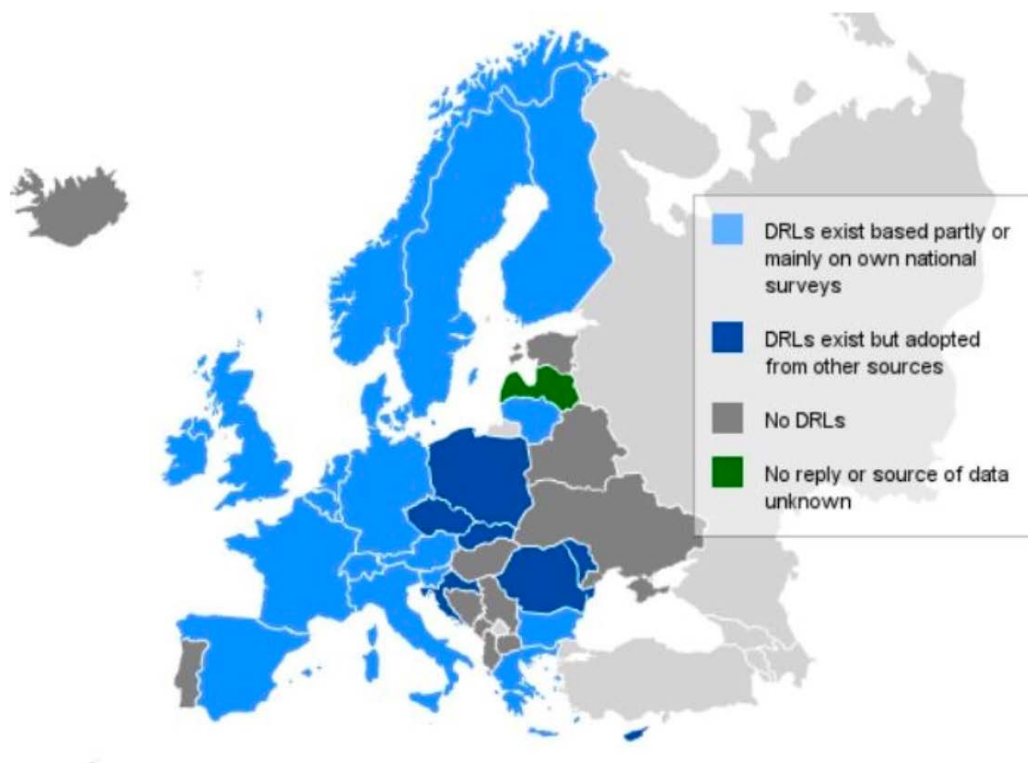 DRLs exist based partly or
mainly on own national
surveys
DRLs exist but adopted
from other sources
No DRLs
No reply or source of data
unknown